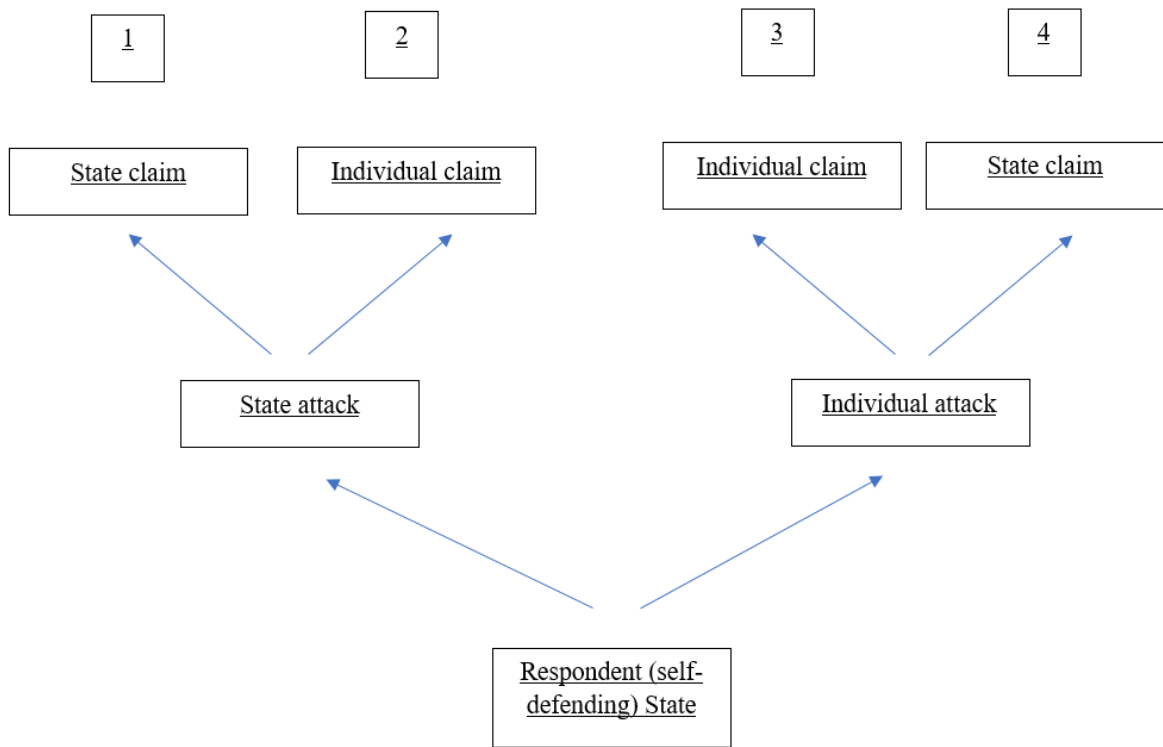 1
2
3
4
State claim
Individual claim
Individual claim
State claim
State attack
Individual attack
Respondent (self-
defending) State